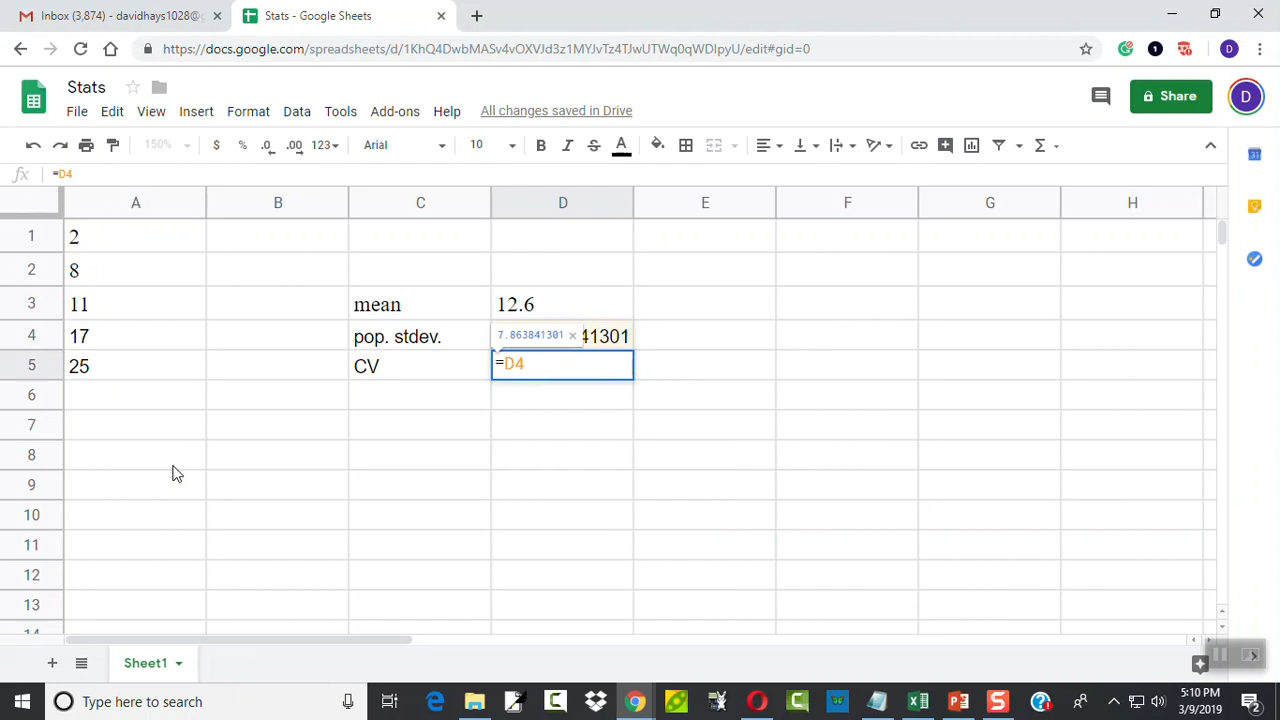 Inbox (3,874) - davidhays1028@
Stats - Google Sheets
https://docs.google.com/spreadsheets/d/1KhQ4DwbMASv4vOXVJd3z1MYJvTz4TJwUTWq0qWDIpyU/edit#gid=0
D
Stats
File Edit View Insert Format Data Tools Add-ons Help All changes saved in Drive
Share
D
150% $ % .0 .00 123 Arial 10 B I S A Σ
fx =D4
A B C D E F G H
1 2
2 8
3 11 mean 12.6
4 17 pop. stdev. 7.863841301 × 41301
5 25 CV =D4
6
7
8
9
10
11
12
13
14
Sheet1
Type here to search
5:10 PM
3/9/2019
2